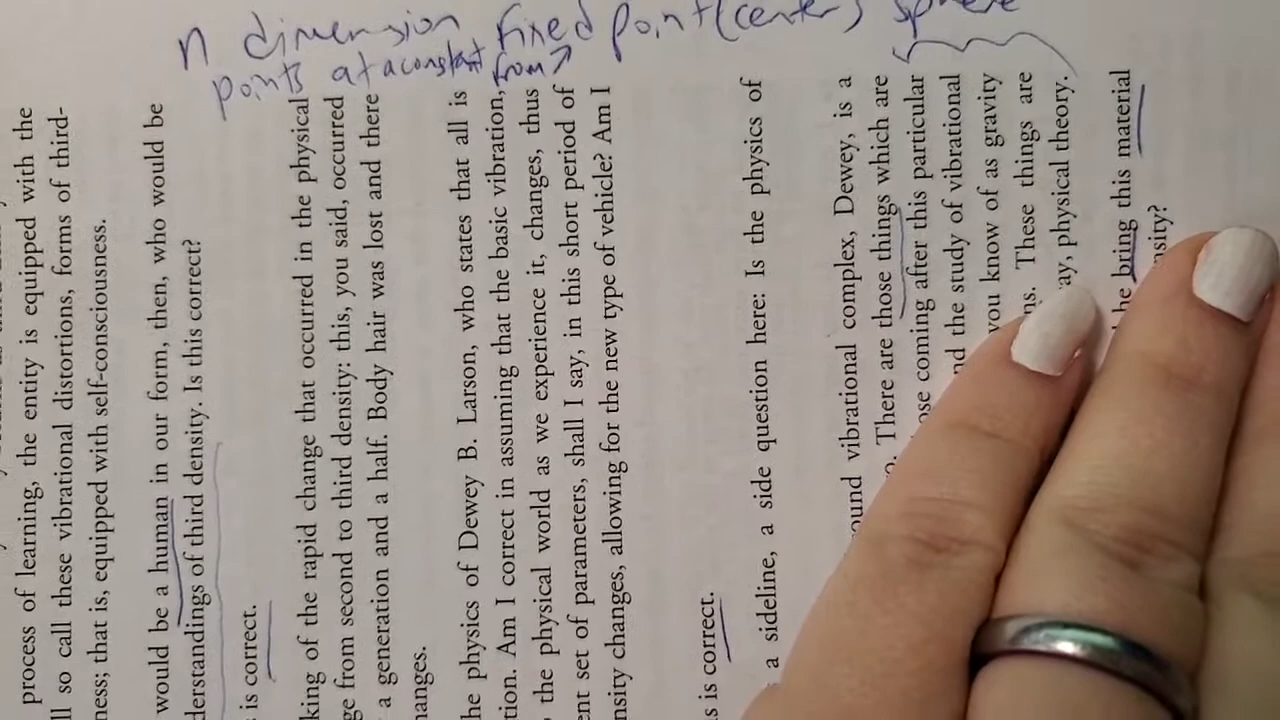 n dimension fixed point (center) sphere
points at a constant from
process of learning, the entity is equipped with the
ll so call these vibrational distortions, forms of third-
ness; that is, equipped with self-consciousness.
would be a human in our form, then, who would be
derstandings of third density. Is this correct?
is correct.
king of the rapid change that occurred in the physical
ge from second to third density: this, you said, occurred
a generation and a half. Body hair was lost and there
hanges.
he physics of Dewey B. Larson, who states that all is
tion. Am I correct in assuming that the basic vibration,
the physical world as we experience it, changes, thus
ent set of parameters, shall I say, in this short period of
nsity changes, allowing for the new type of vehicle? Am I
s is correct.
a sideline, a side question here: Is the physics of
ound vibrational complex, Dewey, is a
There are those things which are
ose coming after this particular
nd the study of vibrational
you know of as gravity
ns. These things are
ay, physical theory.
he bring this material
nsity?